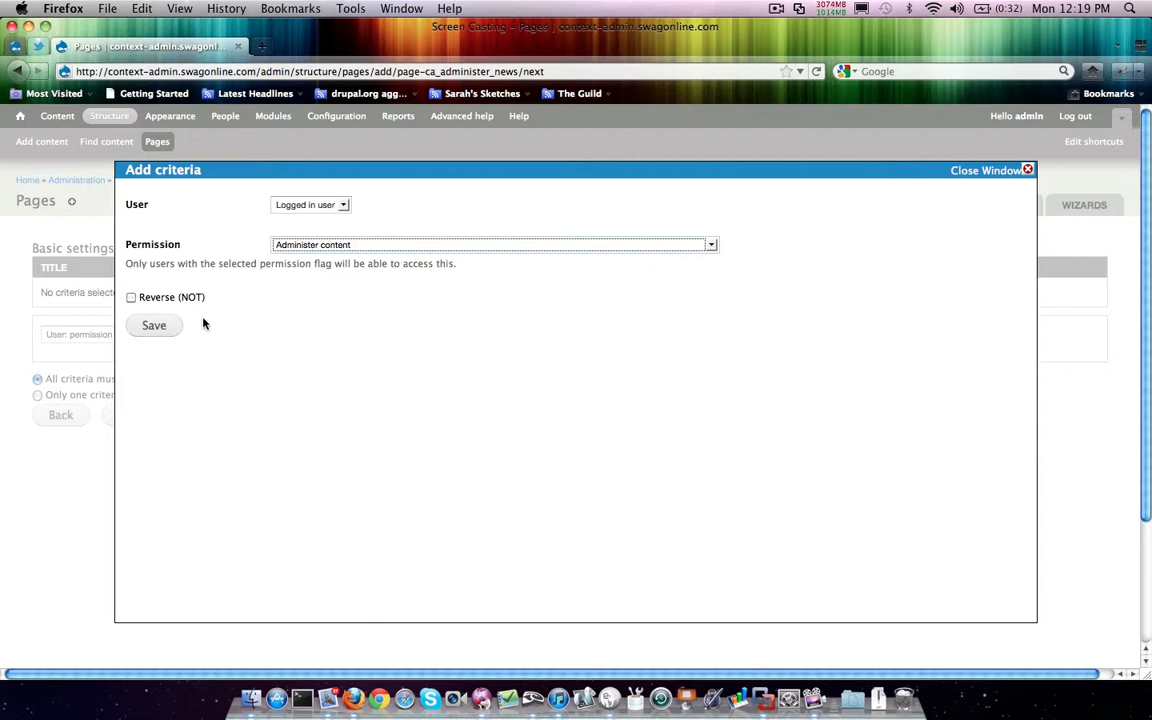 Firefox File Edit View History Bookmarks Tools Window Help 3074MB 1014MB (0:32) Mon 12:19 PM
Screen Casting – Pages | context-admin.swagonline.com
Pages | context-admin.swagonl...
http://context-admin.swagonline.com/admin/structure/pages/add/page-ca_administer_news/next Google
Most Visited Getting Started Latest Headlines drupal.org agg... Sarah's Sketches The Guild Bookmarks
Content Structure Appearance People Modules Configuration Reports Advanced help Help Hello admin Log out
Add content Find content Pages Edit shortcuts
Add criteria Close Window
Home » Administration »
Pages
WIZARDS
User Logged in user
Permission Administer content
Basic settings
Only users with the selected permission flag will be able to access this.
TITLE
No criteria select
Reverse (NOT)
Save
User: permission
All criteria mus
Only one criter
Back